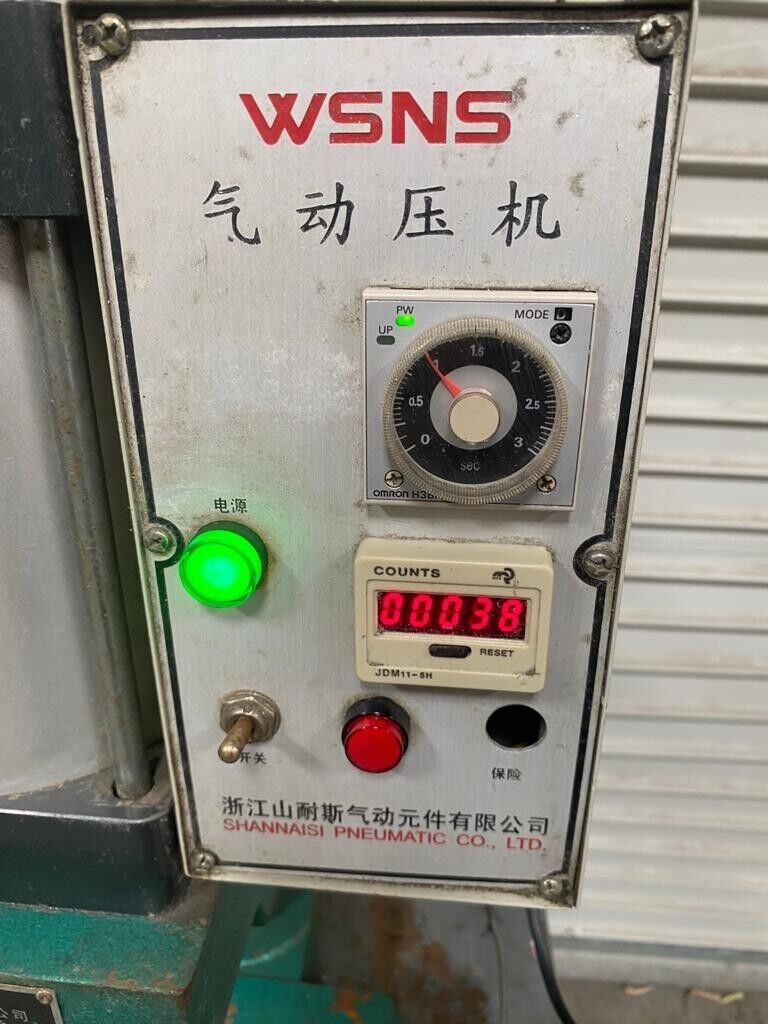 WSNS
气动压机
PW
UP
MODE
0
0.5
1
1.5
2
2.5
3
sec
OMRON
电源
COUNTS
00038
RESET
JDM11-5H
开关
保险
浙江山耐斯气动元件有限公司
SHANNAISI PNEUMATIC CO., LTD.
公司